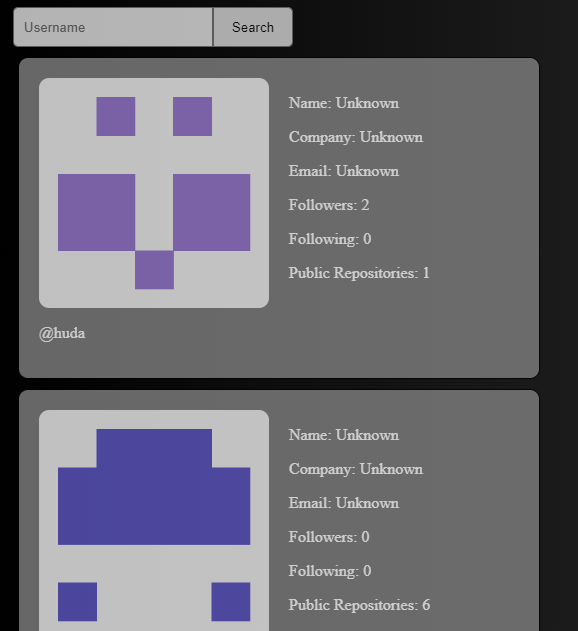 Username
Search
Name: Unknown
Company: Unknown
Email: Unknown
Followers: 2
Following: 0
Public Repositories: 1
@huda
Name: Unknown
Company: Unknown
Email: Unknown
Followers: 0
Following: 0
Public Repositories: 6